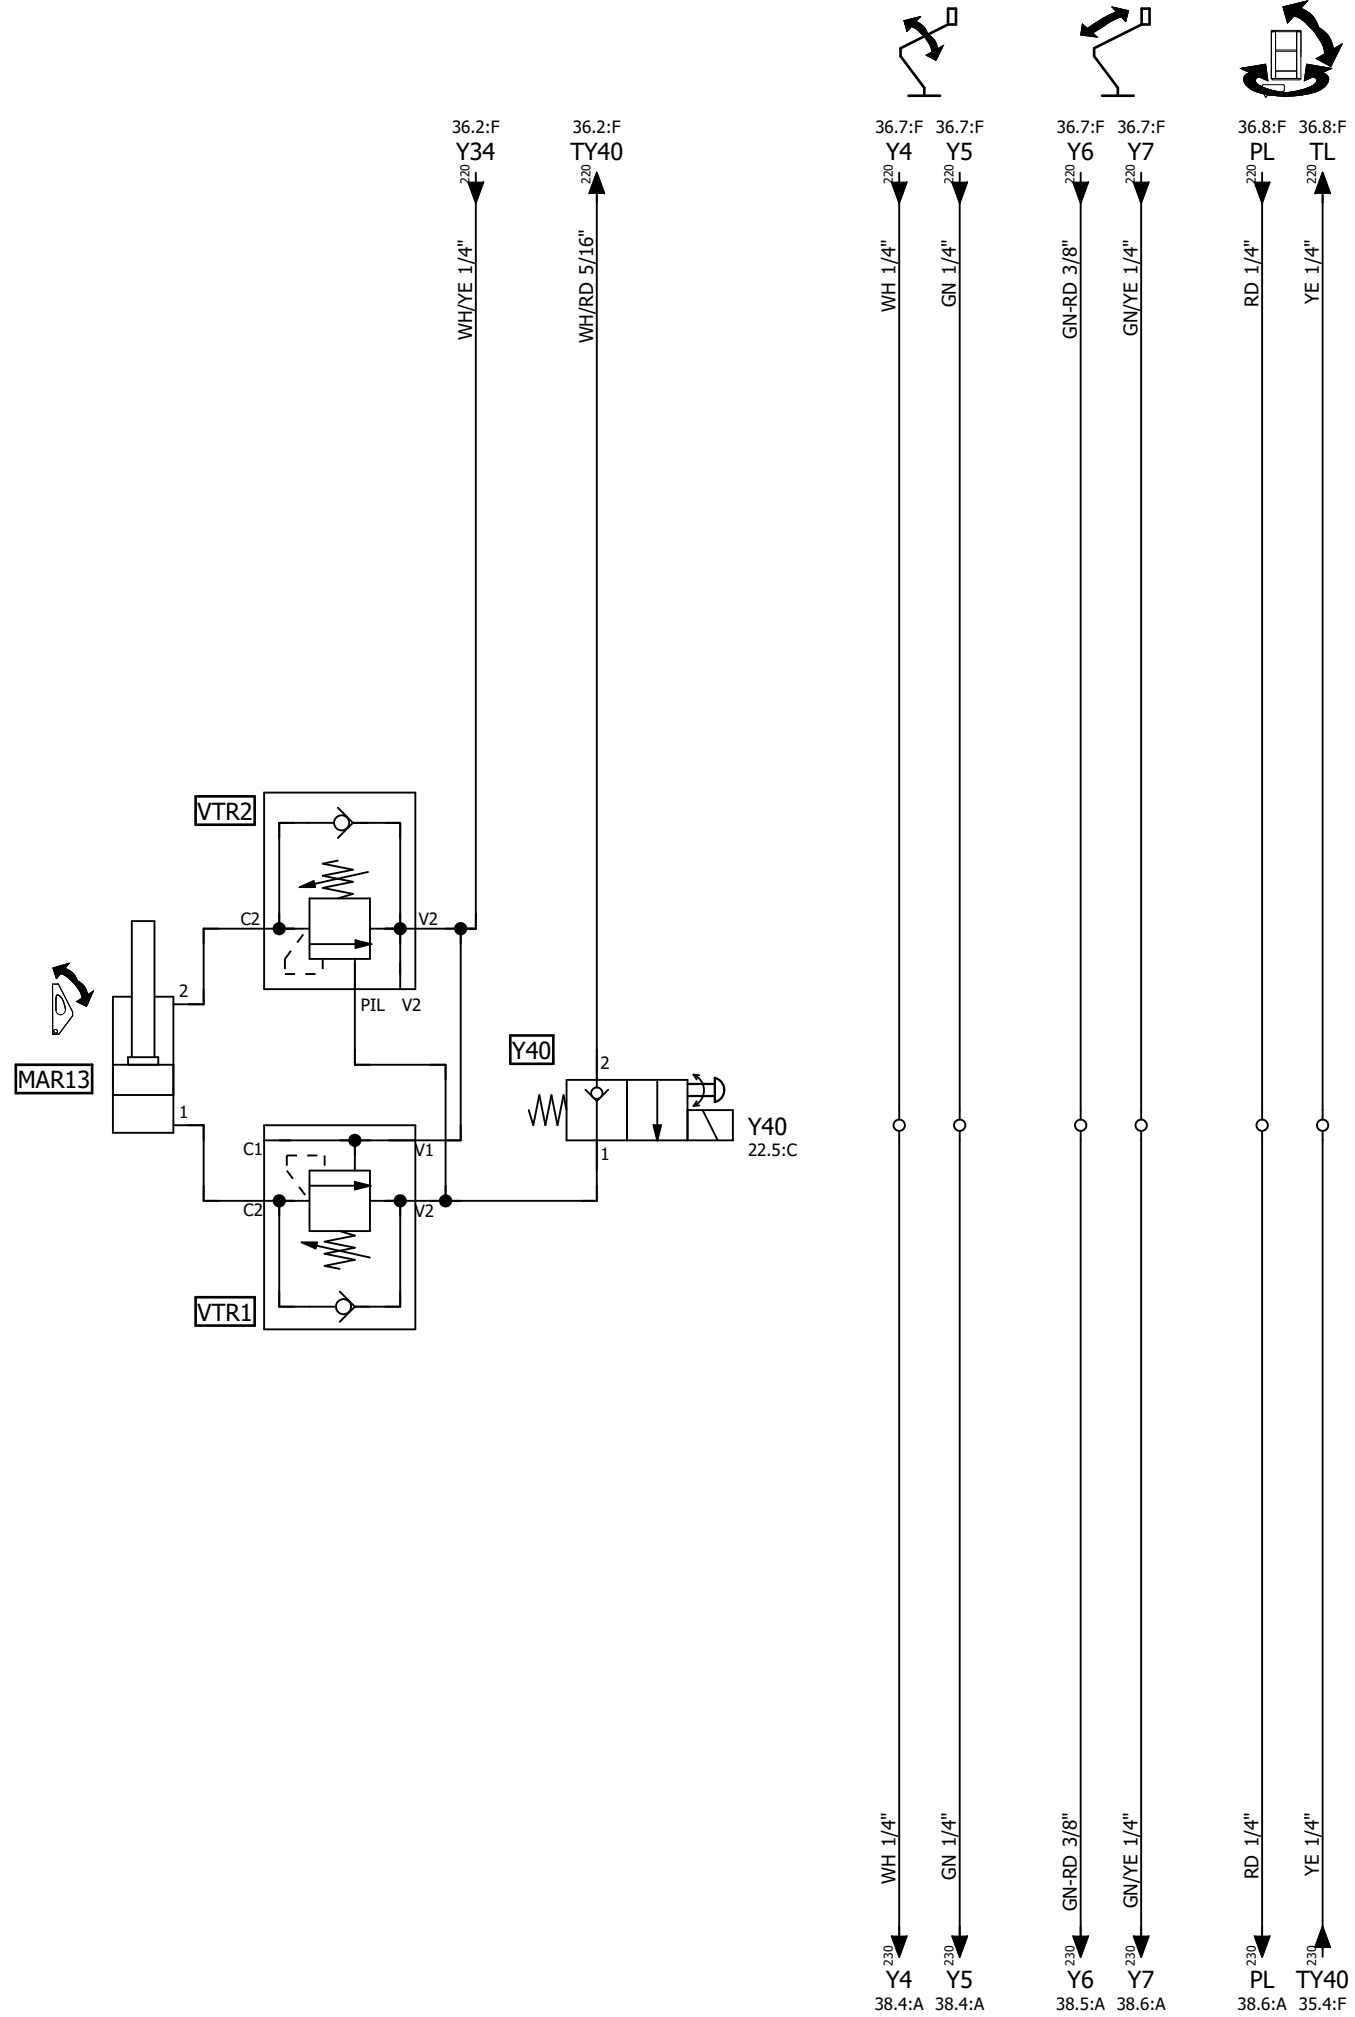 36.2:F 36.2:F 36.7:F 36.7:F 36.7:F 36.7:F 36.8:F 36.8:F
Y34 TY40 Y4 Y5 Y6 Y7 PL TL
220 220 220 220 220 220 220 220
WH/YE 1/4" WH/RD 5/16" WH 1/4" GN 1/4" GN-RD 3/8" GN/YE 1/4" RD 1/4" YE 1/4"
VTR2
C2 V2
2
PIL V2
Y40
2
MAR13
1
Y40
22.5:C
C1 V1
1
C2 V2
VTR1
WH 1/4" GN 1/4" GN-RD 3/8" GN/YE 1/4" RD 1/4" YE 1/4"
230 230 230 230 230 230
Y4 Y5 Y6 Y7 PL TY40
38.4:A 38.4:A 38.5:A 38.6:A 38.6:A 35.4:F